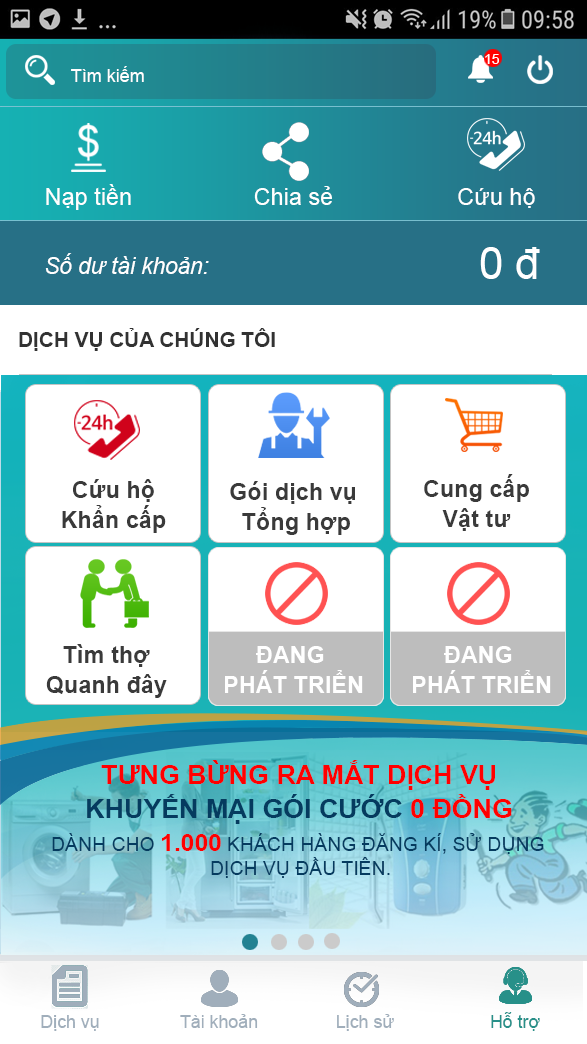 ... 19% 09:58
Tìm kiếm 15
24h
Nạp tiền Chia sẻ Cứu hộ
Số dư tài khoản: 0 đ
DỊCH VỤ CỦA CHÚNG TÔI
24h
Cứu hộ
Khẩn cấp
Gói dịch vụ
Tổng hợp
Cung cấp
Vật tư
Tìm thợ
Quanh đây
ĐANG
PHÁT TRIỂN
ĐANG
PHÁT TRIỂN
TƯNG BỪNG RA MẮT DỊCH VỤ
KHUYẾN MẠI GÓI CƯỚC 0 ĐỒNG
DÀNH CHO 1.000 KHÁCH HÀNG ĐĂNG KÍ, SỬ DỤNG
DỊCH VỤ ĐẦU TIÊN.
Dịch vụ Tài khoản Lịch sử Hỗ trợ